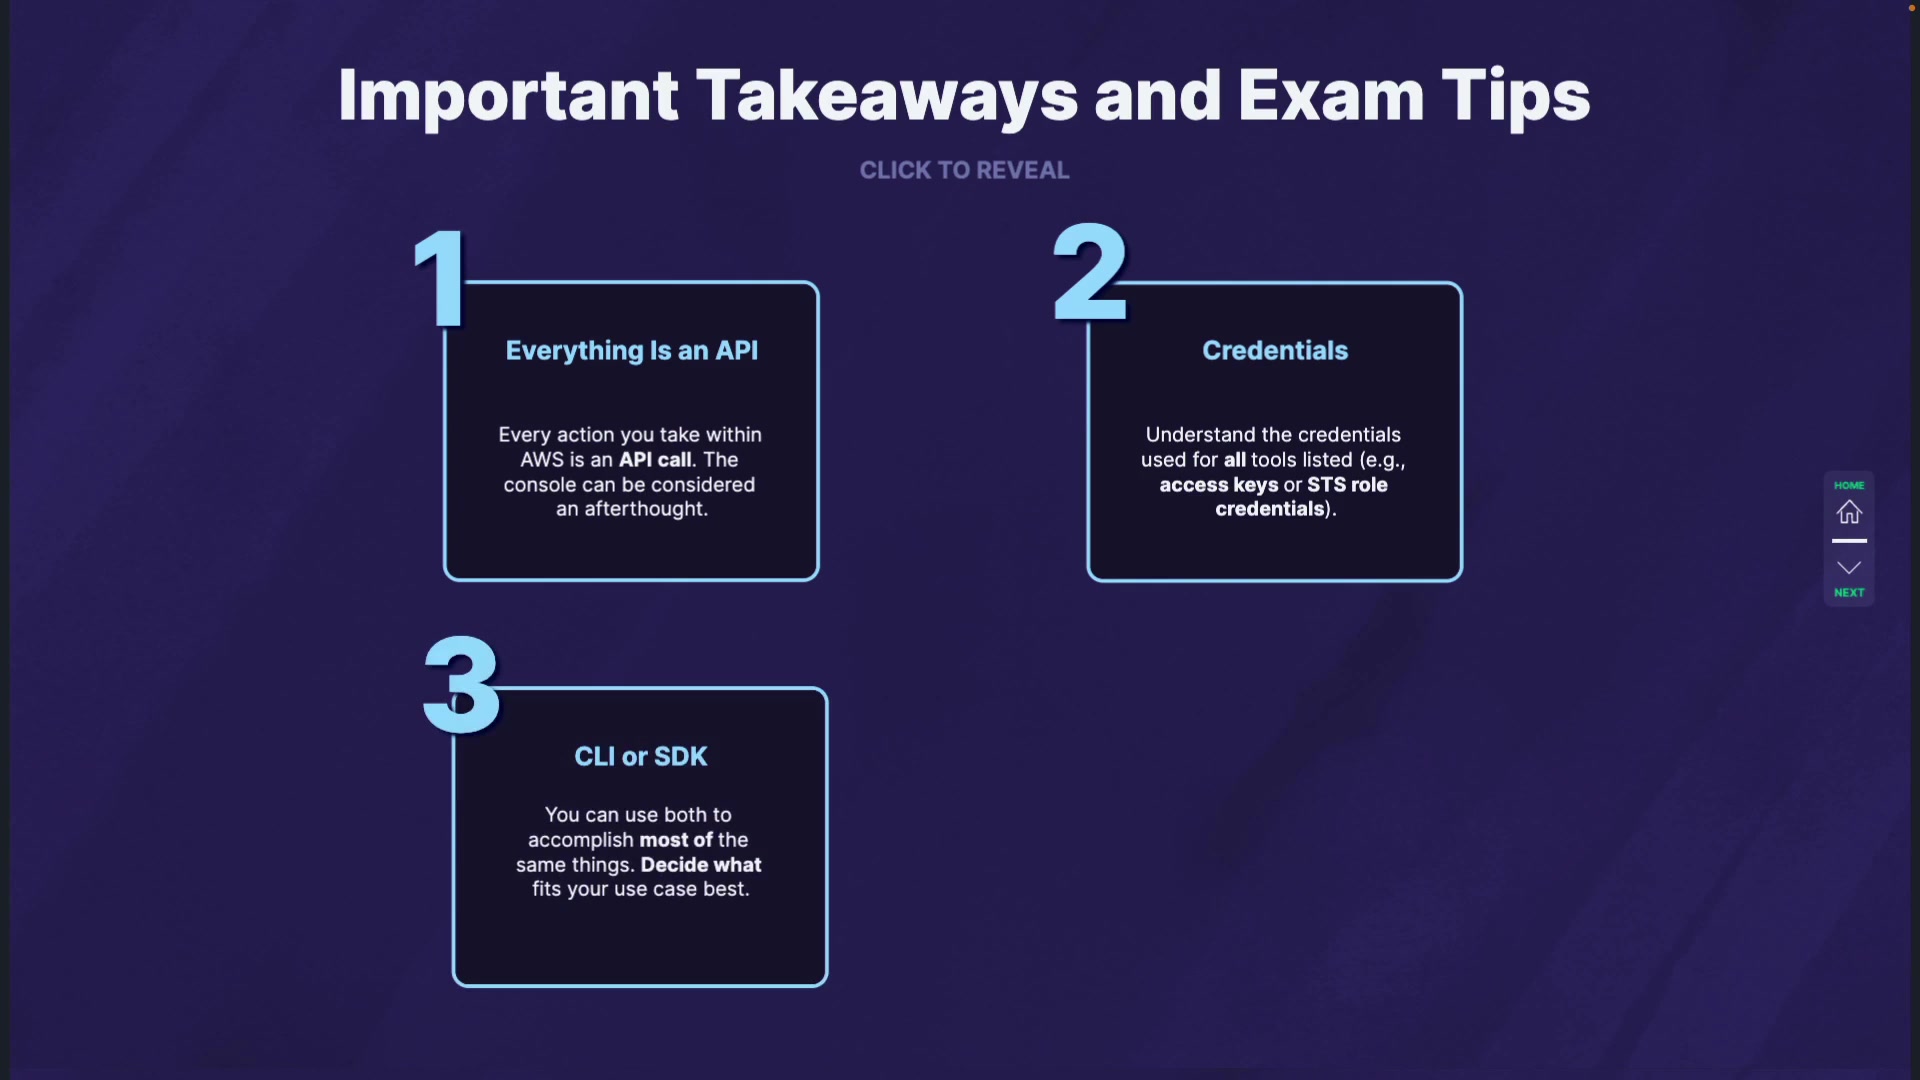 Important Takeaways and Exam Tips
CLICK TO REVEAL
1
Everything Is an API
Every action you take within
AWS is an API call. The
console can be considered
an afterthought.
2
Credentials
Understand the credentials
used for all tools listed (e.g.,
access keys or STS role
credentials).
3
CLI or SDK
You can use both to
accomplish most of the
same things. Decide what
fits your use case best.
HOME
NEXT